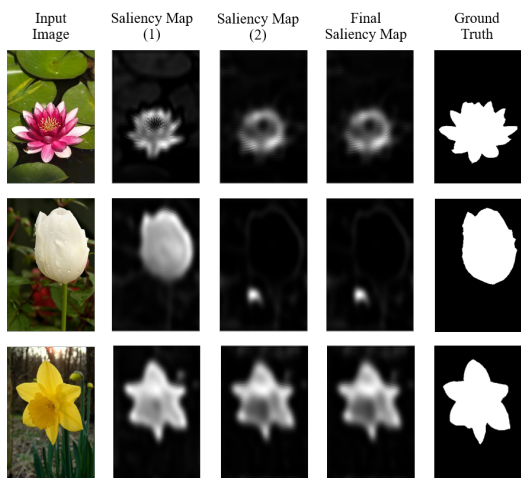 Input
Image
Saliency Map
(1)
Saliency Map
(2)
Final
Saliency Map
Ground
Truth